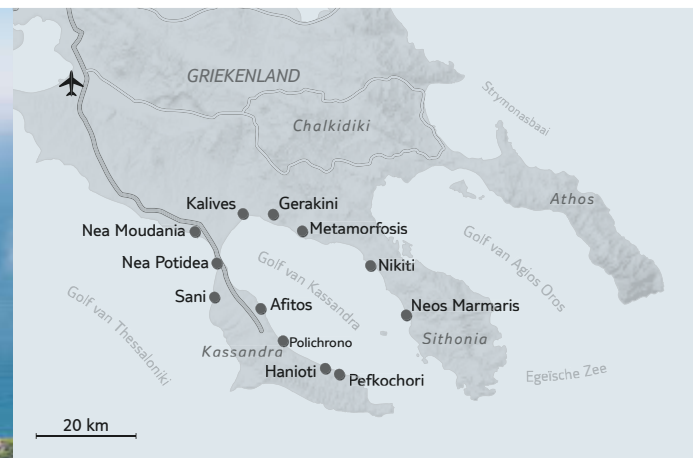 GRIEKENLAND
Strymonasbaai
Chalkidiki
Athos
Kalives
Gerakini
Nea Moudania
Metamorfosis
Golf van Agios Oros
Nea Potidea
Golf van Kassandra
Nikiti
Sani
Afitos
Neos Marmaris
Golf van Thessaloniki
Polichrono
Sithonia
Kassandra
Hanioti
Pefkochori
Egeïsche Zee
20 km